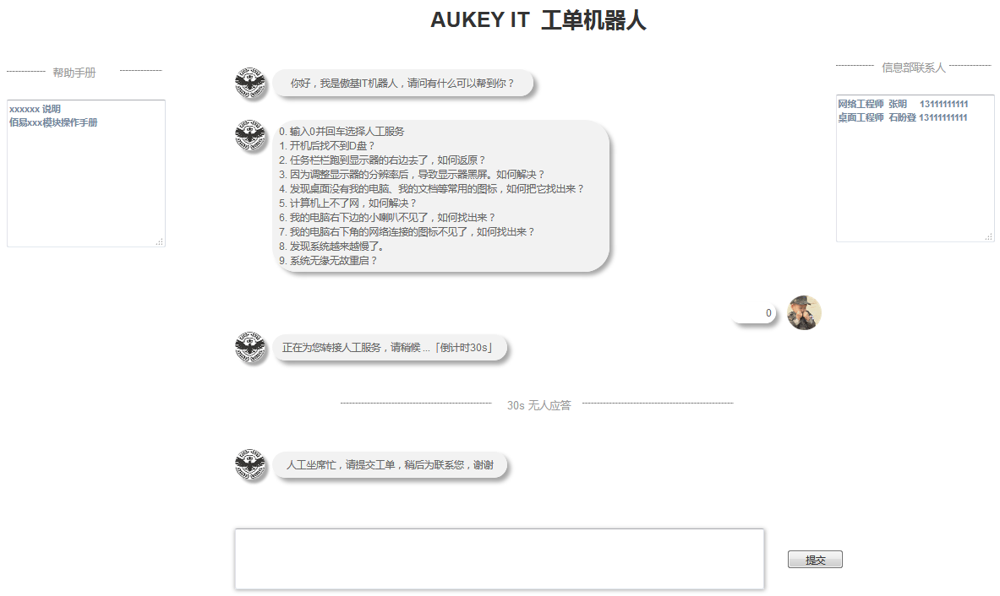 AUKEY IT 工单机器人
帮助手册
xxxxxx 说明
佰易xxx模块操作手册
信息部联系人
网络工程师 张明 13111111111
桌面工程师 石盼登 13111111111
你好，我是傲基IT机器人，请问有什么可以帮到你？
0. 输入0并回车选择人工服务
1. 开机后找不到D盘？
2. 任务栏栏跑到显示器的右边去了，如何返原？
3. 因为调整显示器的分辨率后，导致显示器黑屏。如何解决？
4. 发现桌面没有我的电脑、我的文档等常用的图标，如何把它找出来？
5. 计算机上不了网，如何解决？
6. 我的电脑右下边的小喇叭不见了，如何找出来？
7. 我的电脑右下角的网络连接的图标不见了，如何找出来？
8. 发现系统越来越慢了。
9. 系统无缘无故重启？
0
正在为您转接人工服务，请稍候 ...「倒计时30s」
30s 无人应答
人工坐席忙，请提交工单，稍后为联系您，谢谢
提交